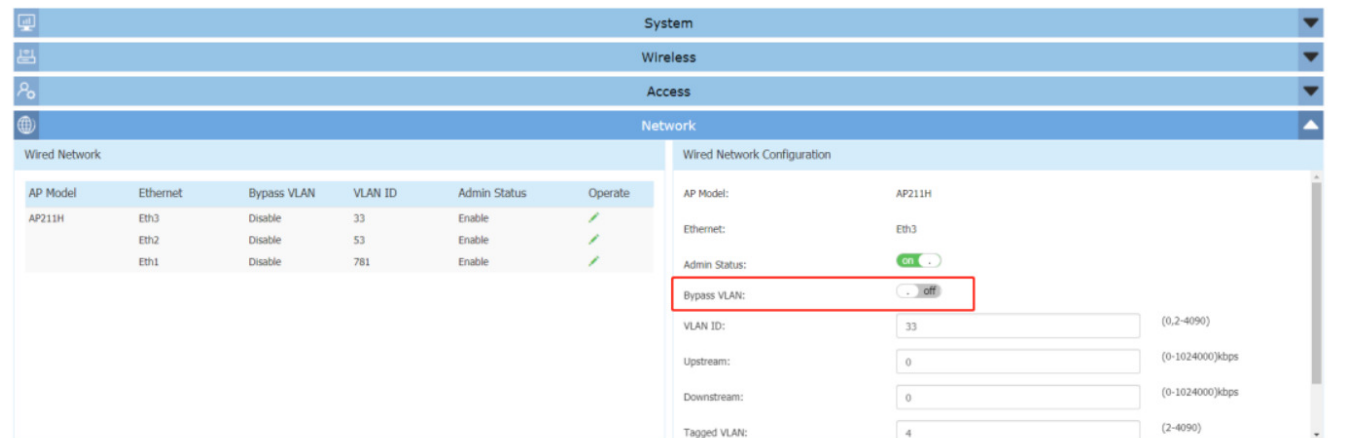 System
Wireless
Access
Network
Wired Network
AP Model Ethernet Bypass VLAN VLAN ID Admin Status Operate
AP211H Eth3 Disable 33 Enable
Eth2 Disable 53 Enable
Eth1 Disable 781 Enable
Wired Network Configuration
AP Model: AP211H
Ethernet: Eth3
Admin Status: on
Bypass VLAN: off
VLAN ID: 33 (0,2-4090)
Upstream: 0 (0-1024000)kbps
Downstream: 0 (0-1024000)kbps
Tagged VLAN: 4 (2-4090)